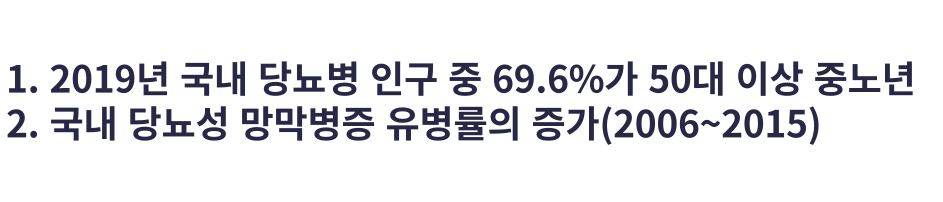 1. 2019년 국내 당뇨병 인구 중 69.6%가 50대 이상 중노년
2. 국내 당뇨성 망막병증 유병률의 증가(2006~2015)